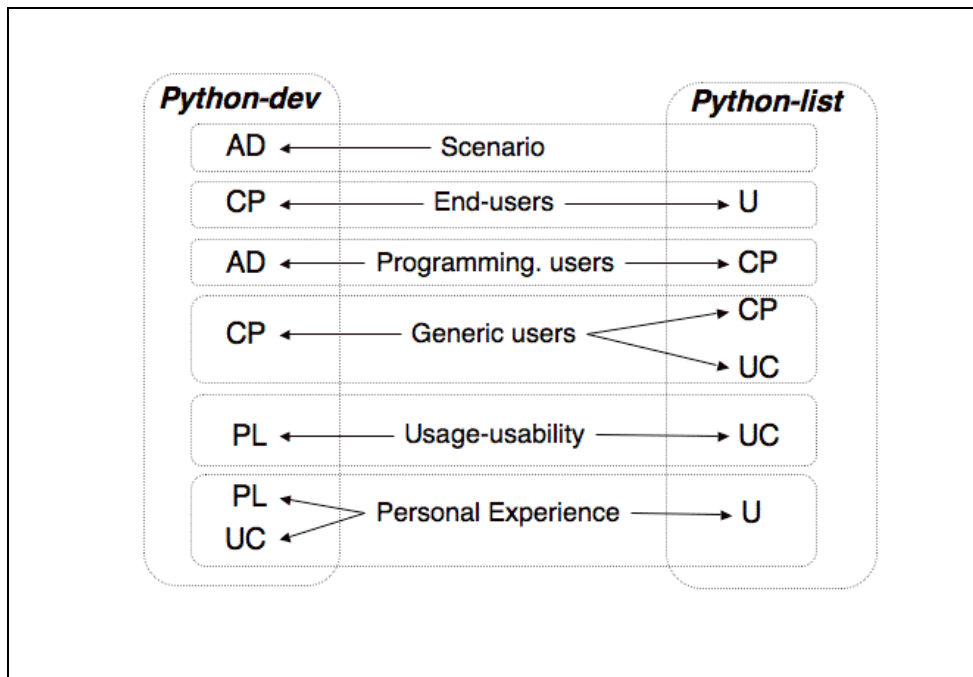 Python-dev
Python-list
AD Scenario
CP End-users U
AD Programming. users CP
CP Generic users CP
UC
PL Usage-usability UC
PL
Personal Experience U
UC